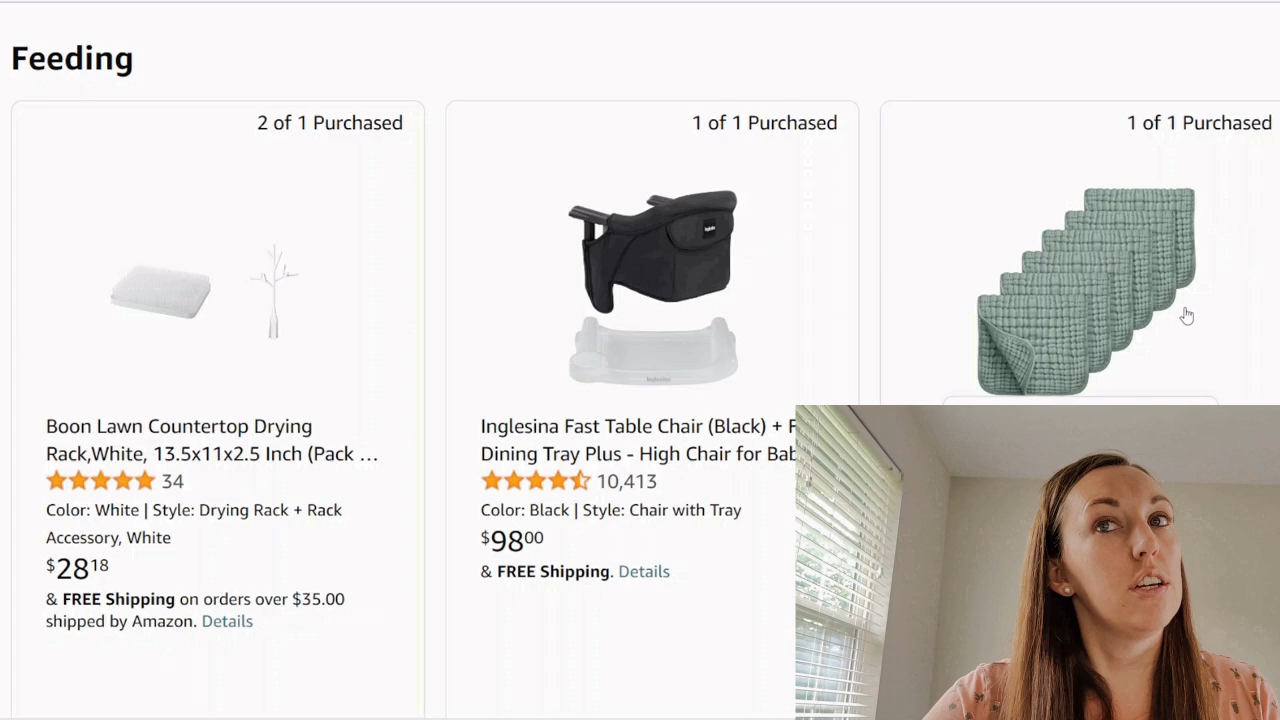 Feeding
2 of 1 Purchased
1 of 1 Purchased
1 of 1 Purchased
Boon Lawn Countertop Drying
Rack,White, 13.5x11x2.5 Inch (Pack …
34
Color: White | Style: Drying Rack + Rack
Accessory, White
$28 18
& FREE Shipping on orders over $35.00
shipped by Amazon. Details
Inglesina Fast Table Chair (Black) +
Dining Tray Plus - High Chair for
10,413
Color: Black | Style: Chair with Tray
$98 00
& FREE Shipping. Details